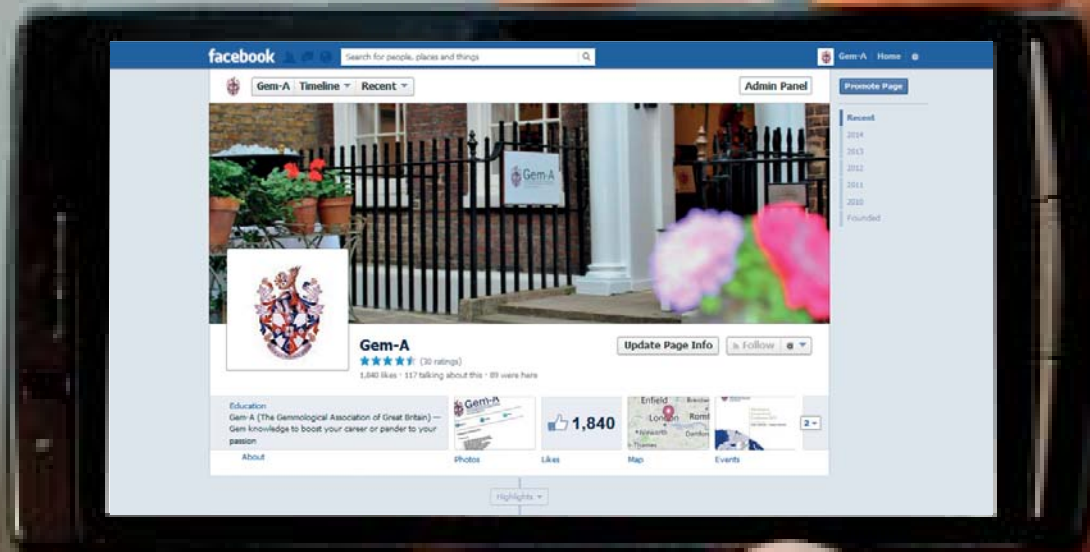 facebook
Search for people, places and things
Gem-A Home
Gem-A Timeline Recent
Admin Panel
Promote Page
Recent
2014
2013
2012
2011
2010
Founded
Gem-A
Gem-A
(30 ratings)
1,840 likes · 117 talking about this · 89 were here
Update Page Info
Follow
Education
Gem-A (The Gemmological Association of Great Britain) —
Gem knowledge to boost your career or pander to your
passion
About
Gem-A
Photos
1,840
Likes
Enfield
London
Map
Events
2
Highlights